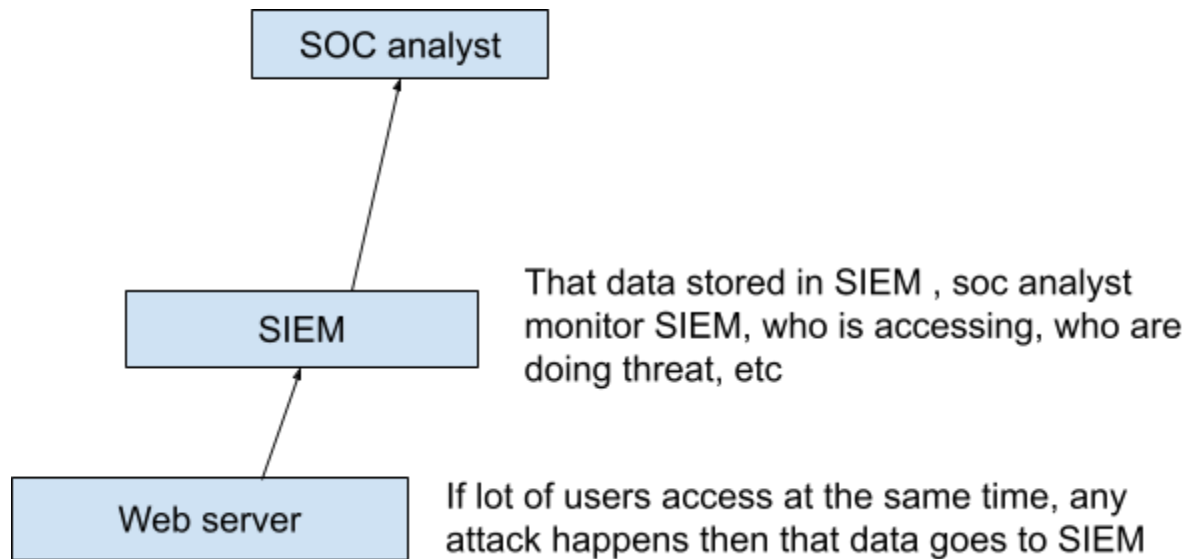 SOC analyst
SIEM
That data stored in SIEM , soc analyst
monitor SIEM, who is accessing, who are
doing threat, etc
Web server
If lot of users access at the same time, any
attack happens then that data goes to SIEM